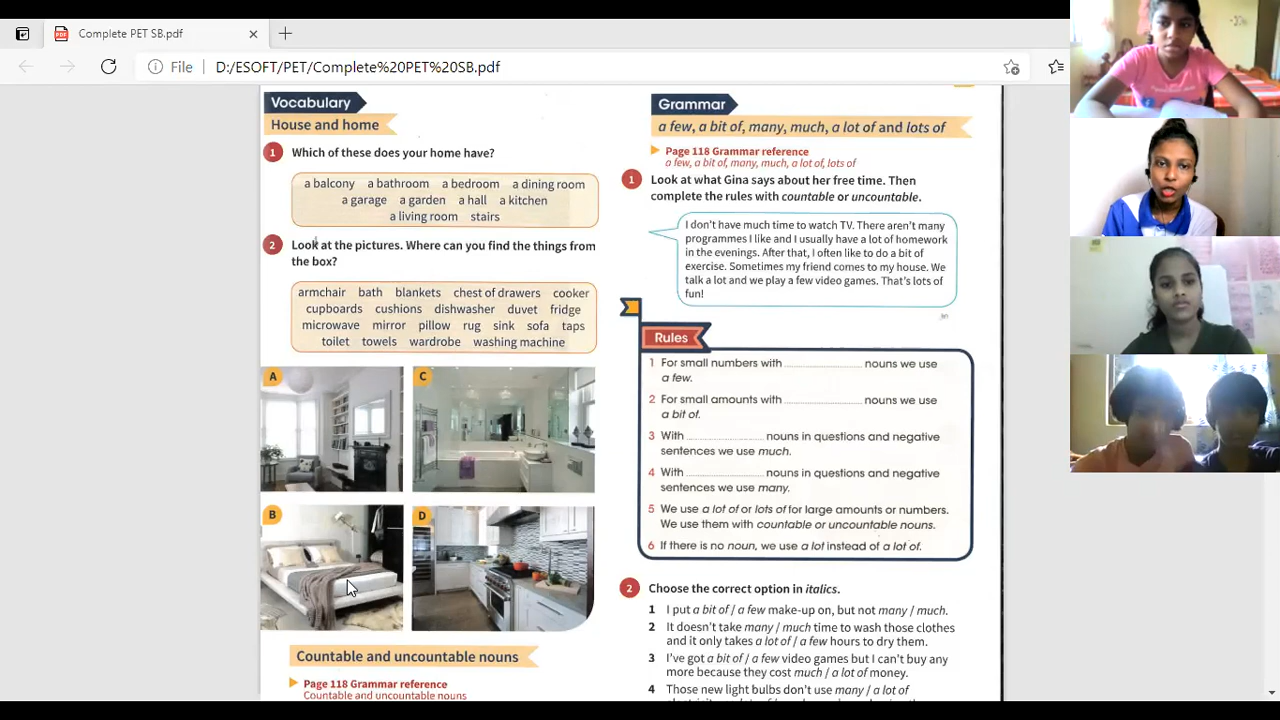 Complete PET SB.pdf
File D:/ESOFT/PET/Complete%20PET%20SB.pdf
Vocabulary
House and home
1 Which of these does your home have?
a balcony a bathroom a bedroom a dining room
a garage a garden a hall a kitchen
a living room stairs
2 Look at the pictures. Where can you find the things from
the box?
armchair bath blankets chest of drawers cooker
cupboards cushions dishwasher duvet fridge
microwave mirror pillow rug sink sofa taps
toilet towels wardrobe washing machine
A
C
B
D
Countable and uncountable nouns
Page 118 Grammar reference
Countable and uncountable nouns
Grammar
a few, a bit of, many, much, a lot of and lots of
Page 118 Grammar reference
a few, a bit of, many, much, a lot of, lots of
1 Look at what Gina says about her free time. Then
complete the rules with countable or uncountable.
I don't have much time to watch TV. There aren't many
programmes I like and I usually have a lot of homework
in the evenings. After that, I often like to do a bit of
exercise. Sometimes my friend comes to my house. We
talk a lot and we play a few video games. That's lots of
fun!
Rules
1 For small numbers with .................... nouns we use
a few.
2 For small amounts with .................... nouns we use
a bit of.
3 With .................... nouns in questions and negative
sentences we use much.
4 With .................... nouns in questions and negative
sentences we use many.
5 We use a lot of or lots of for large amounts or numbers.
We use them with countable or uncountable nouns.
6 If there is no noun, we use a lot instead of a lot of.
2 Choose the correct option in italics.
1 I put a bit of / a few make-up on, but not many / much.
2 It doesn't take many / much time to wash those clothes
and it only takes a lot of / a few hours to dry them.
3 I've got a bit of / a few video games but I can't buy any
more because they cost much / a lot of money.
4 Those new light bulbs don't use many / a lot of